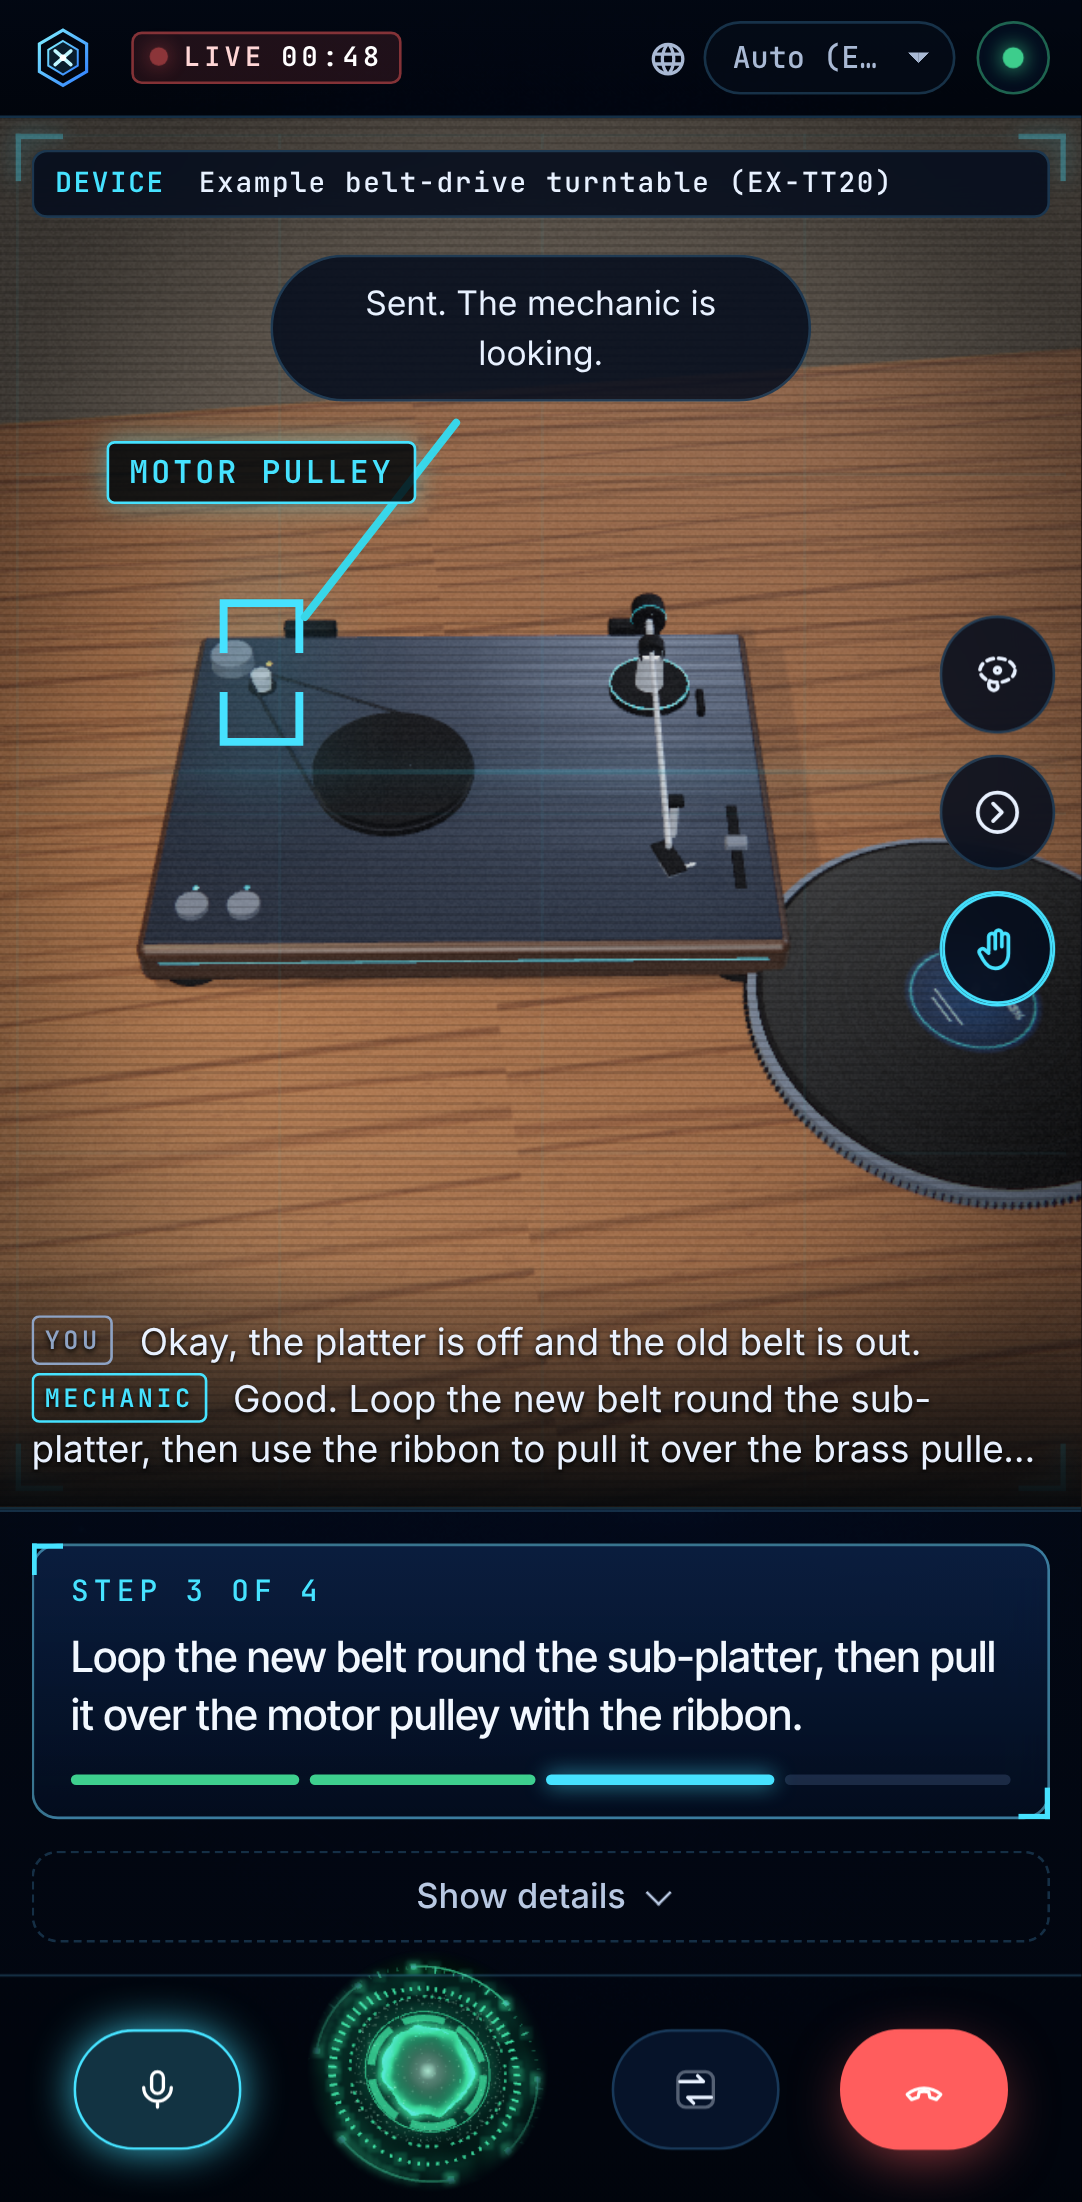 LIVE 00:48
Auto (E…
DEVICE Example belt-drive turntable (EX-TT20)
Sent. The mechanic is
looking.
MOTOR PULLEY
YOU Okay, the platter is off and the old belt is out.
MECHANIC Good. Loop the new belt round the sub-
platter, then use the ribbon to pull it over the brass pulle…
STEP 3 OF 4
Loop the new belt round the sub-platter, then pull
it over the motor pulley with the ribbon.
Show details